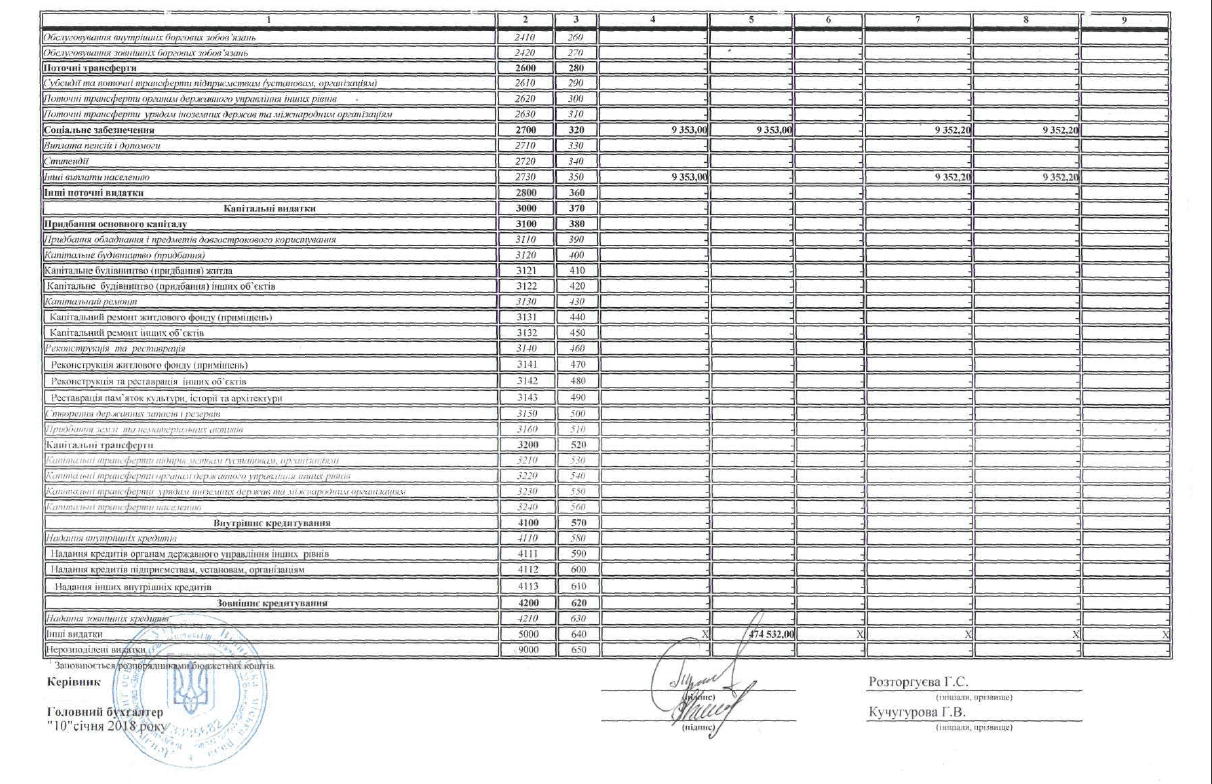 1 2 3 4 5 6 7 8 9
Обслуговування внутрішніх боргових зобов'язань 2410 260 - - - - - -
Обслуговування зовнішніх боргових зобов'язань 2420 270 - - - - - -
Поточні трансферти 2600 280 - - - - - -
Субсидії та поточні трансферти підприємствам (установам, організаціям) 2610 290 - - - - - -
Поточні трансферти органам державного управління інших рівнів 2620 300 - - - - - -
Поточні трансферти урядам іноземних держав та міжнародним організаціям 2630 310 - - - - - -
Соціальне забезпечення 2700 320 9 353,00 9 353,00 - 9 352,20 9 352,20 -
Виплата пенсій і допомоги 2710 330 - - - - - -
Стипендії 2720 340 - - - - - -
Інші виплати населенню 2730 350 9 353,00 - - 9 352,20 9 352,20 -
Інші поточні видатки 2800 360 - - - - - -
Капітальні видатки 3000 370 - - - - - -
Придбання основного капіталу 3100 380 - - - - - -
Придбання обладнання і предметів довгострокового користування 3110 390 - - - - - -
Капітальне будівництво (придбання) 3120 400 - - - - - -
Капітальне будівництво (придбання) житла 3121 410 - - - - - -
Капітальне будівництво (придбання) інших об'єктів 3122 420 - - - - - -
Капітальний ремонт 3130 430 - - - - - -
Капітальний ремонт житлового фонду (приміщень) 3131 440 - - - - - -
Капітальний ремонт інших об'єктів 3132 450 - - - - - -
Реконструкція та реставрація 3140 460 - - - - - -
Реконструкція житлового фонду (приміщень) 3141 470 - - - - - -
Реконструкція та реставрація інших об'єктів 3142 480 - - - - - -
Реставрація пам'яток культури, історії та архітектури 3143 490 - - - - - -
Створення державних запасів і резервів 3150 500 - - - - - -
Придбання землі та нематеріальних активів 3160 510 - - - - - -
Капітальні трансферти 3200 520 - - - - - -
Капітальні трансферти підприємствам (установам, організаціям) 3210 530 - - - - - -
Капітальні трансферти органам державного управління інших рівнів 3220 540 - - - - - -
Капітальні трансферти урядам іноземних держав та міжнародним організаціям 3230 550 - - - - - -
Капітальні трансферти населенню 3240 560 - - - - - -
Внутрішнє кредитування 4100 570 - - - - - -
Надання внутрішніх кредитів 4110 580 - - - - - -
Надання кредитів органам державного управління інших рівнів 4111 590 - - - - - -
Надання кредитів підприємствам, установам, організаціям 4112 600 - - - - - -
Надання інших внутрішніх кредитів 4113 610 - - - - - -
Зовнішнє кредитування 4200 620 - - - - - -
Надання зовнішніх кредитів 4210 630 - - - - - -
Інші видатки 5000 640 X 474 532,00 X X X X
Нерозподілені видатки 9000 650
Заповнюється розпорядниками бюджетних коштів.
Керівник Розторгуєва Г.С.
(підпис) (ініціали, прізвище)
Головний бухгалтер Кучугурова Г.В.
"10"січня 2018 року (підпис) (ініціали, прізвище)